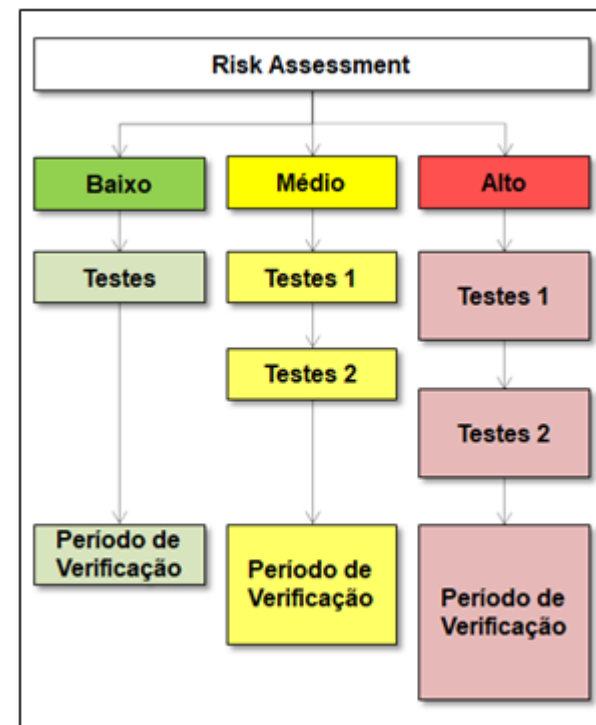 Risk Assessment
Baixo
Médio
Alto
Testes
Testes 1
Testes 1
Testes 2
Testes 2
Período de
Verificação
Período de
Verificação
Período de
Verificação